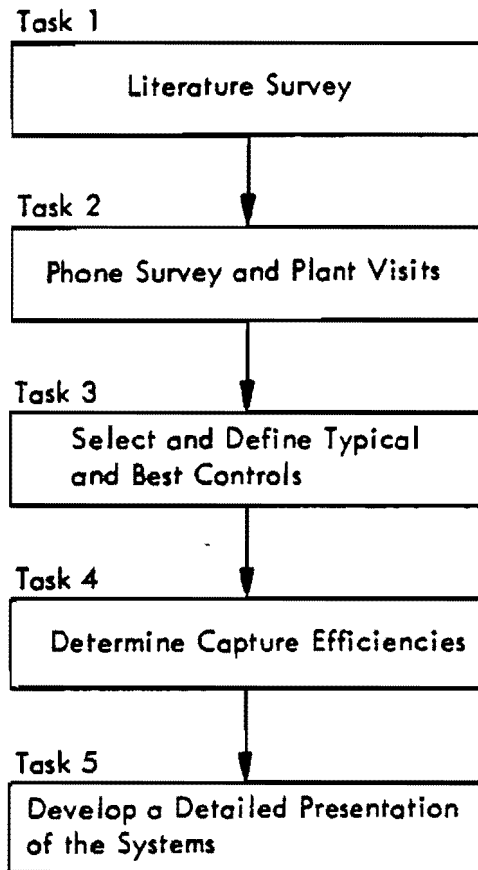 Task 1
Literature Survey
Task 2
Phone Survey and Plant Visits
Task 3
Select and Define Typical
and Best Controls
Task 4
Determine Capture Efficiencies
Task 5
Develop a Detailed Presentation
of the Systems